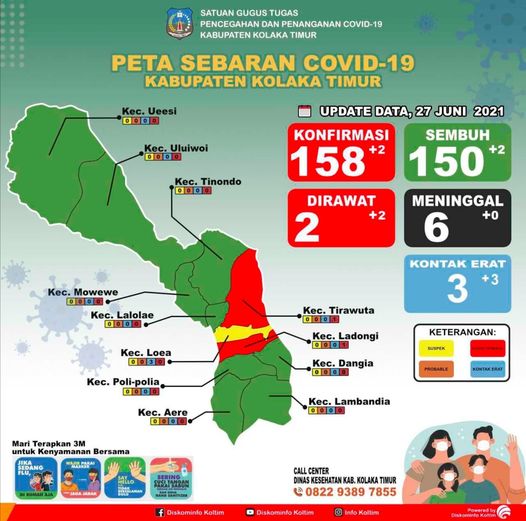 SATUAN GUGUS TUGAS
PENCEGAHAN DAN PENANGANAN COVID-19
KABUPATEN KOLAKA TIMUR
PETA SEBARAN COVID-19
KABUPATEN KOLAKA TIMUR
UPDATE DATA, 27 JUNI 2021
KONFIRMASI
158 +2
SEMBUH
150 +2
DIRAWAT
2 +2
MENINGGAL
6 +0
KONTAK ERAT
3 +3
KETERANGAN:
SUSPEK
PROBABLE
KONTAK ERAT
Kec. Ueesi
0 0 0 0
Kec. Uluiwoi
0 0 0 0
Kec. Tinondo
0 0 0 0
Kec. Mowewe
0 0 0 0
Kec. Lalolae
0 0 0 0
Kec. Loea
0 0 3 0
Kec. Poli-polia
0 0 0 0
Kec. Aere
0 0 0 0
Kec. Tirawuta
0 0 0 1
Kec. Ladongi
0 0 0 1
Kec. Dangia
0 0 0 0
Kec. Lambandia
0 0 0 0
Mari Terapkan 3M
untuk Kenyamanan Bersama
JIKA
SEDANG
FLU,
DI RUMAH AJA
WAJIB PAKAI
MASKER
JAGA JARAK
SAY
HELLO
SERING
CUCI TANGAN
PAKAI SABUN
HAND SANITIZER
CALL CENTER
DINAS KESEHATAN KAB. KOLAKA TIMUR
0822 9389 7855
Diskominfo Koltim
Diskominfo Koltim
Info Koltim
Powered by
Diskominfo Koltim